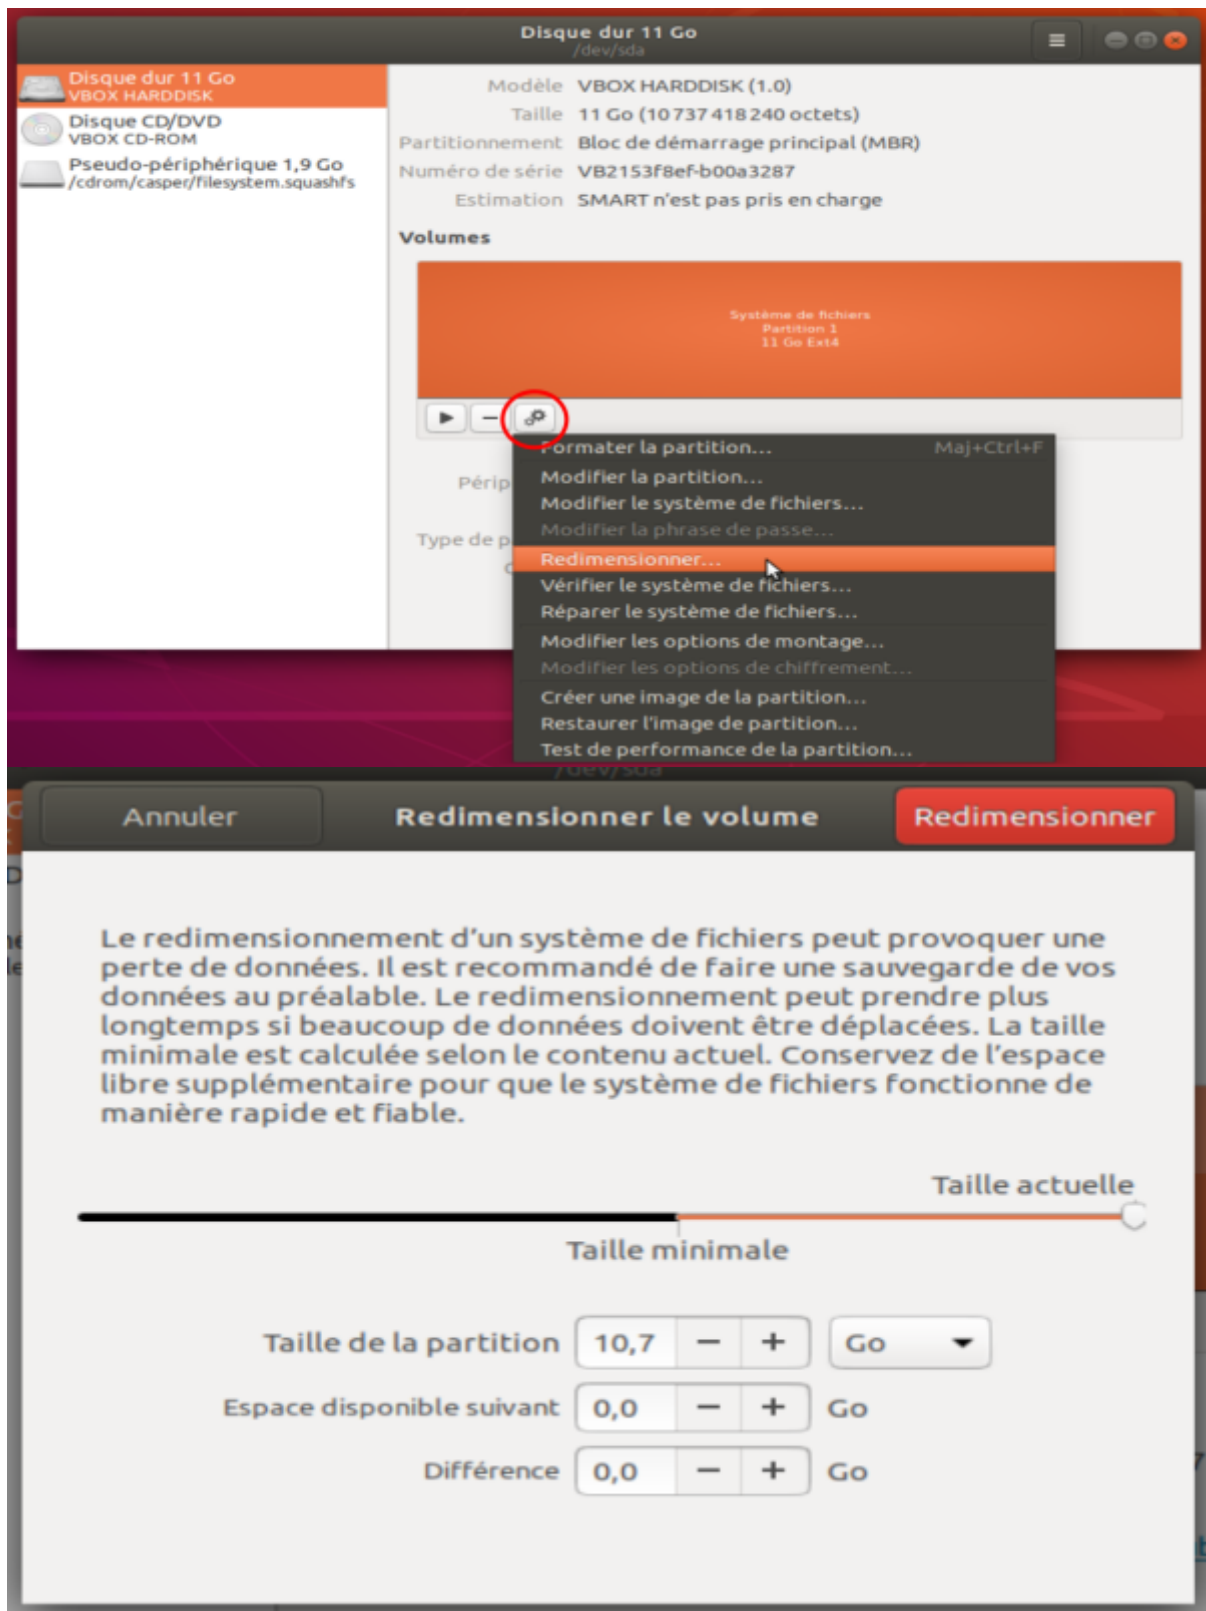 Disque dur 11 Go
/dev/sda
Disque dur 11 Go
VBOX HARDDISK
Disque CD/DVD
VBOX CD-ROM
Pseudo-périphérique 1,9 Go
/cdrom/casper/filesystem.squashfs
Modèle VBOX HARDDISK (1.0)
Taille 11 Go (10 737 418 240 octets)
Partitionnement Bloc de démarrage principal (MBR)
Numéro de série VB2153f8ef-b00a3287
Estimation SMART n'est pas pris en charge
Volumes
Système de fichiers
Partition 1
11 Go Ext4
Périp
Type de p
Formater la partition... Maj+Ctrl+F
Modifier la partition...
Modifier le système de fichiers...
Modifier la phrase de passe...
Redimensionner...
Vérifier le système de fichiers...
Réparer le système de fichiers...
Modifier les options de montage...
Modifier les options de chiffrement...
Créer une image de la partition...
Restaurer l'image de partition...
Test de performance de la partition...
/dev/sda
Annuler Redimensionner le volume Redimensionner
Le redimensionnement d'un système de fichiers peut provoquer une
perte de données. Il est recommandé de faire une sauvegarde de vos
données au préalable. Le redimensionnement peut prendre plus
longtemps si beaucoup de données doivent être déplacées. La taille
minimale est calculée selon le contenu actuel. Conservez de l'espace
libre supplémentaire pour que le système de fichiers fonctionne de
manière rapide et fiable.
Taille actuelle
Taille minimale
Taille de la partition 10,7 − + Go
Espace disponible suivant 0,0 − + Go
Différence 0,0 − + Go